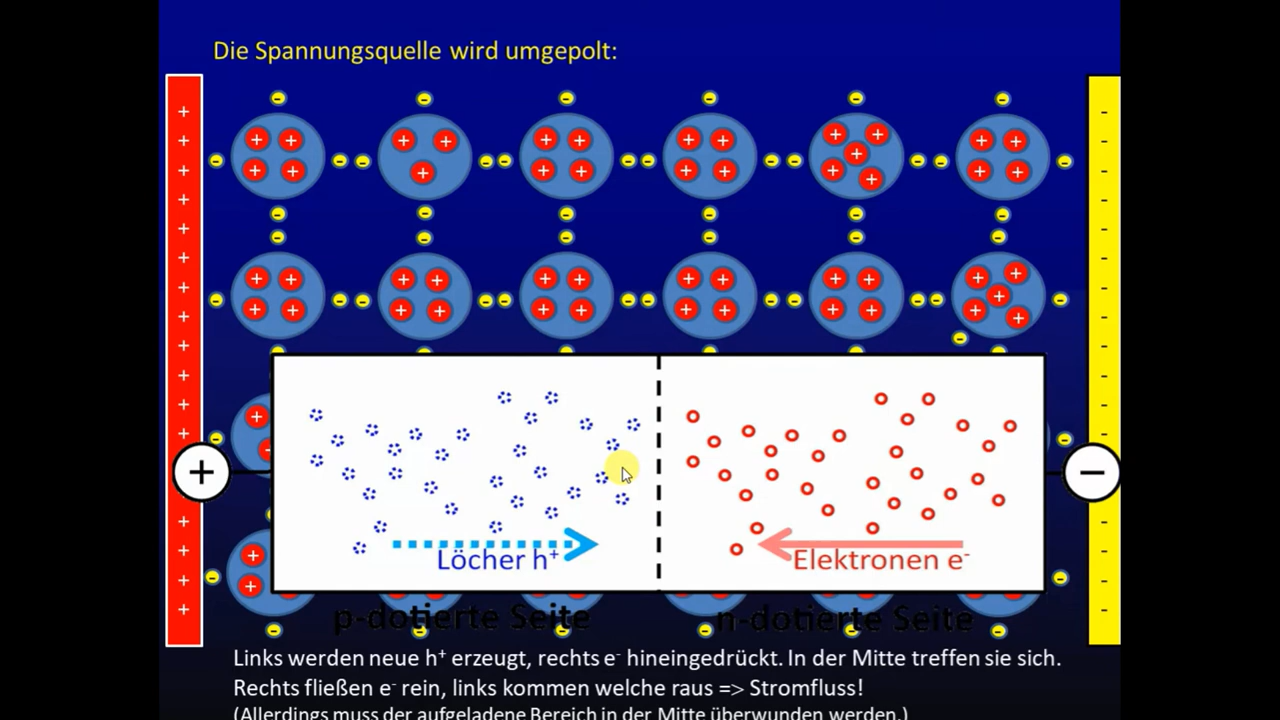 Die Spannungsquelle wird umgepolt:
Löcher h⁺
Elektronen e⁻
p-dotierte Seite
n-dotierte Seite
Links werden neue h⁺ erzeugt, rechts e⁻ hineingedrückt. In der Mitte treffen sie sich.
Rechts fließen e⁻ rein, links kommen welche raus => Stromfluss!
(Allerdings muss der aufgeladene Bereich in der Mitte überwunden werden.)